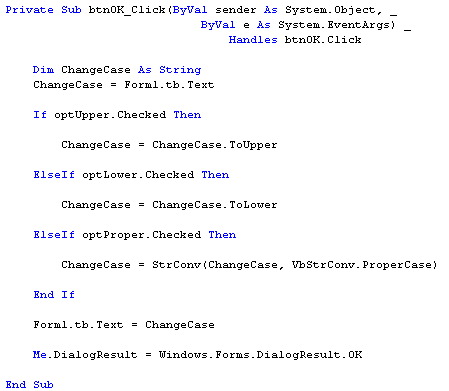 Private Sub btnOK_Click(ByVal sender As System.Object, _
ByVal e As System.EventArgs) _
Handles btnOK.Click
Dim ChangeCase As String
ChangeCase = Form1.tb.Text
If optUpper.Checked Then
ChangeCase = ChangeCase.ToUpper
ElseIf optLower.Checked Then
ChangeCase = ChangeCase.ToLower
ElseIf optProper.Checked Then
ChangeCase = StrConv(ChangeCase, VbStrConv.ProperCase)
End If
Form1.tb.Text = ChangeCase
Me.DialogResult = Windows.Forms.DialogResult.OK
End Sub